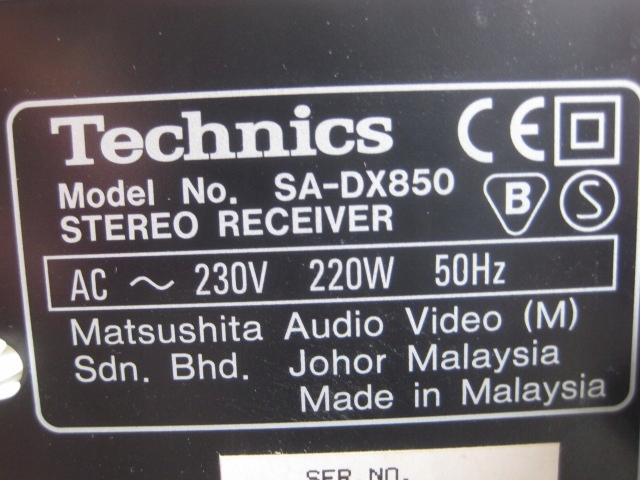 Technics CE
Model No. SA-DX850 B S
STEREO RECEIVER
AC ~ 230V 220W 50Hz
Matsushita Audio Video (M)
Sdn. Bhd. Johor Malaysia
Made in Malaysia
SER.NO.